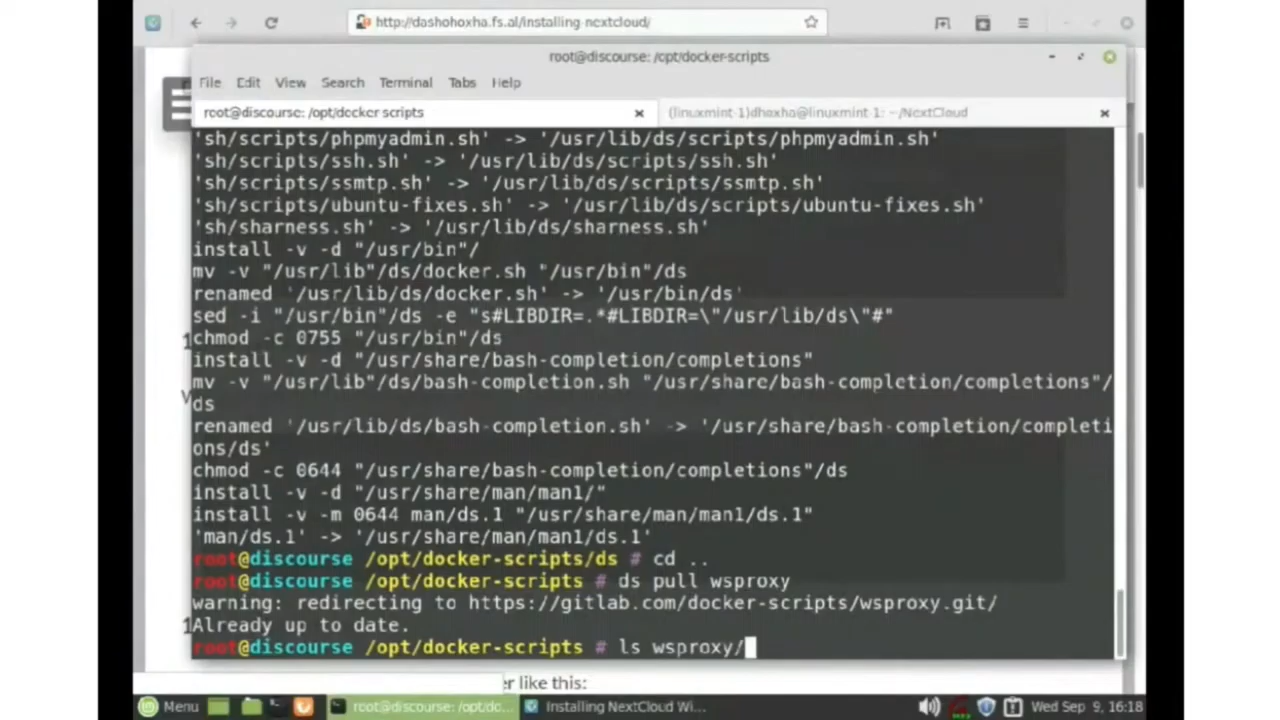 http://dashohoxha.fs.al/installing-nextcloud/
root@discourse: /opt/docker-scripts
File Edit View Search Terminal Tabs Help
root@discourse: /opt/docker-scripts
(linuxmint-1)dhoxha@linuxmint-1: ~/NextCloud
'sh/scripts/phpmyadmin.sh' -> '/usr/lib/ds/scripts/phpmyadmin.sh'
'sh/scripts/ssh.sh' -> '/usr/lib/ds/scripts/ssh.sh'
'sh/scripts/ssmtp.sh' -> '/usr/lib/ds/scripts/ssmtp.sh'
'sh/scripts/ubuntu-fixes.sh' -> '/usr/lib/ds/scripts/ubuntu-fixes.sh'
'sh/sharness.sh' -> '/usr/lib/ds/sharness.sh'
install -v -d "/usr/bin"/
mv -v "/usr/lib"/ds/docker.sh "/usr/bin"/ds
renamed '/usr/lib/ds/docker.sh' -> '/usr/bin/ds'
sed -i "/usr/bin"/ds -e "s#LIBDIR=.*#LIBDIR=\"/usr/lib/ds\"#"
chmod -c 0755 "/usr/bin"/ds
install -v -d "/usr/share/bash-completion/completions"
mv -v "/usr/lib"/ds/bash-completion.sh "/usr/share/bash-completion/completions"/
ds
renamed '/usr/lib/ds/bash-completion.sh' -> '/usr/share/bash-completion/completi
ons/ds'
chmod -c 0644 "/usr/share/bash-completion/completions"/ds
install -v -d "/usr/share/man/man1/"
install -v -m 0644 man/ds.1 "/usr/share/man/man1/ds.1"
'man/ds.1' -> '/usr/share/man/man1/ds.1'
root@discourse /opt/docker-scripts/ds # cd ..
root@discourse /opt/docker-scripts # ds pull wsproxy
warning: redirecting to https://gitlab.com/docker-scripts/wsproxy.git/
Already up to date.
root@discourse /opt/docker-scripts # ls wsproxy/
er like this:
Menu
root@discourse: /opt/do...
Installing NextCloud Wi...
Wed Sep 9, 16:18